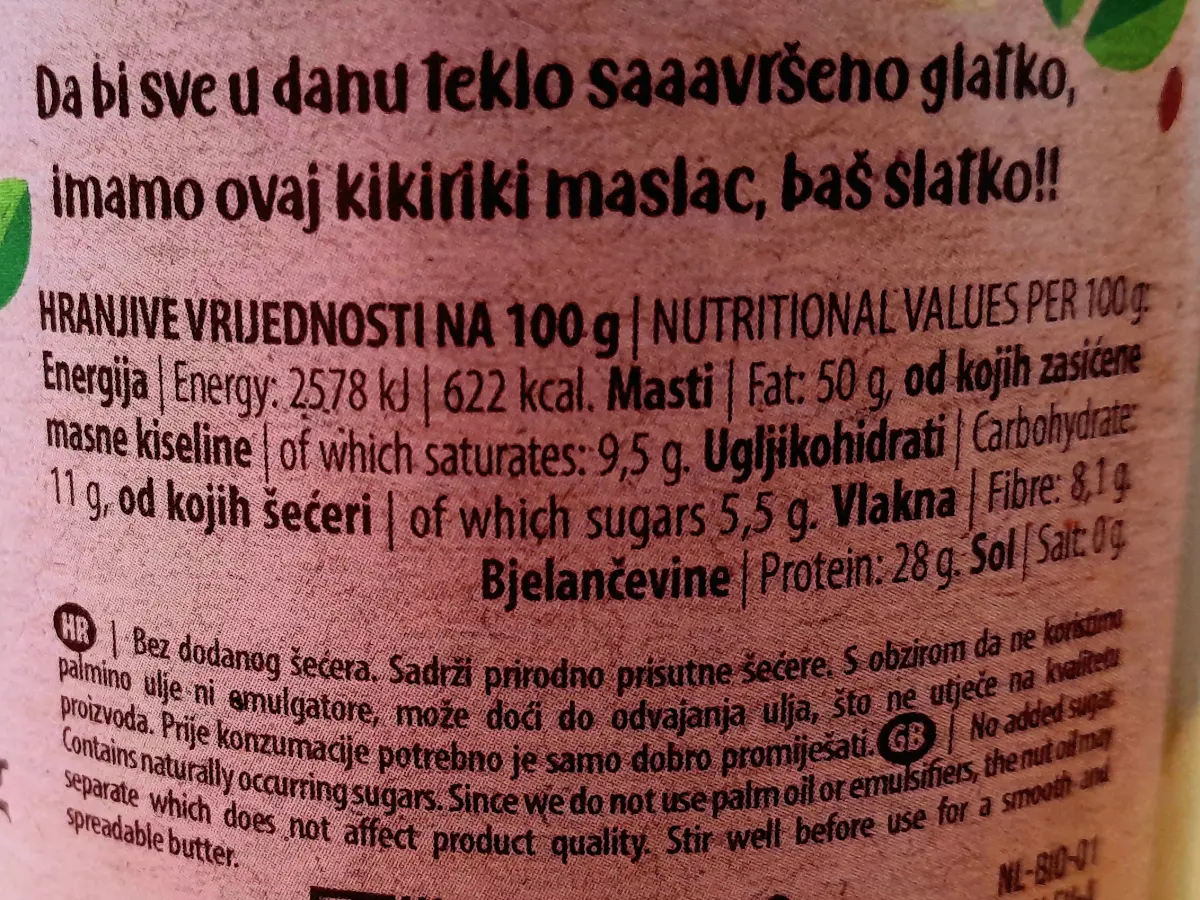 Da bi sve u danu teklo saaavršeno glatko,
imamo ovaj kikiriki maslac, baš slatko!!
HRANJIVE VRIJEDNOSTI NA 100 g | NUTRITIONAL VALUES PER 100 g:
Energija | Energy: 2578 kJ | 622 kcal. Masti | Fat: 50 g, od kojih zasićene
masne kiseline | of which saturates: 9,5 g. Ugljikohidrati | Carbohydrate:
11 g, od kojih šećeri | of which sugars 5,5 g. Vlakna | Fibre: 8,1 g.
Bjelančevine | Protein: 28 g. Sol | Salt: 0 g.
HR | Bez dodanog šećera. Sadrži prirodno prisutne šećere. S obzirom da ne koristimo
palmino ulje ni emulgatore, može doći do odvajanja ulja, što ne utječe na kvalitetu
proizvoda. Prije konzumacije potrebno je samo dobro promiješati. GB | No added sugar.
Contains naturally occurring sugars. Since we do not use palm oil or emulsifiers, the nut oil may
separate which does not affect product quality. Stir well before use for a smooth and
spreadable butter.
NL-BIO-01